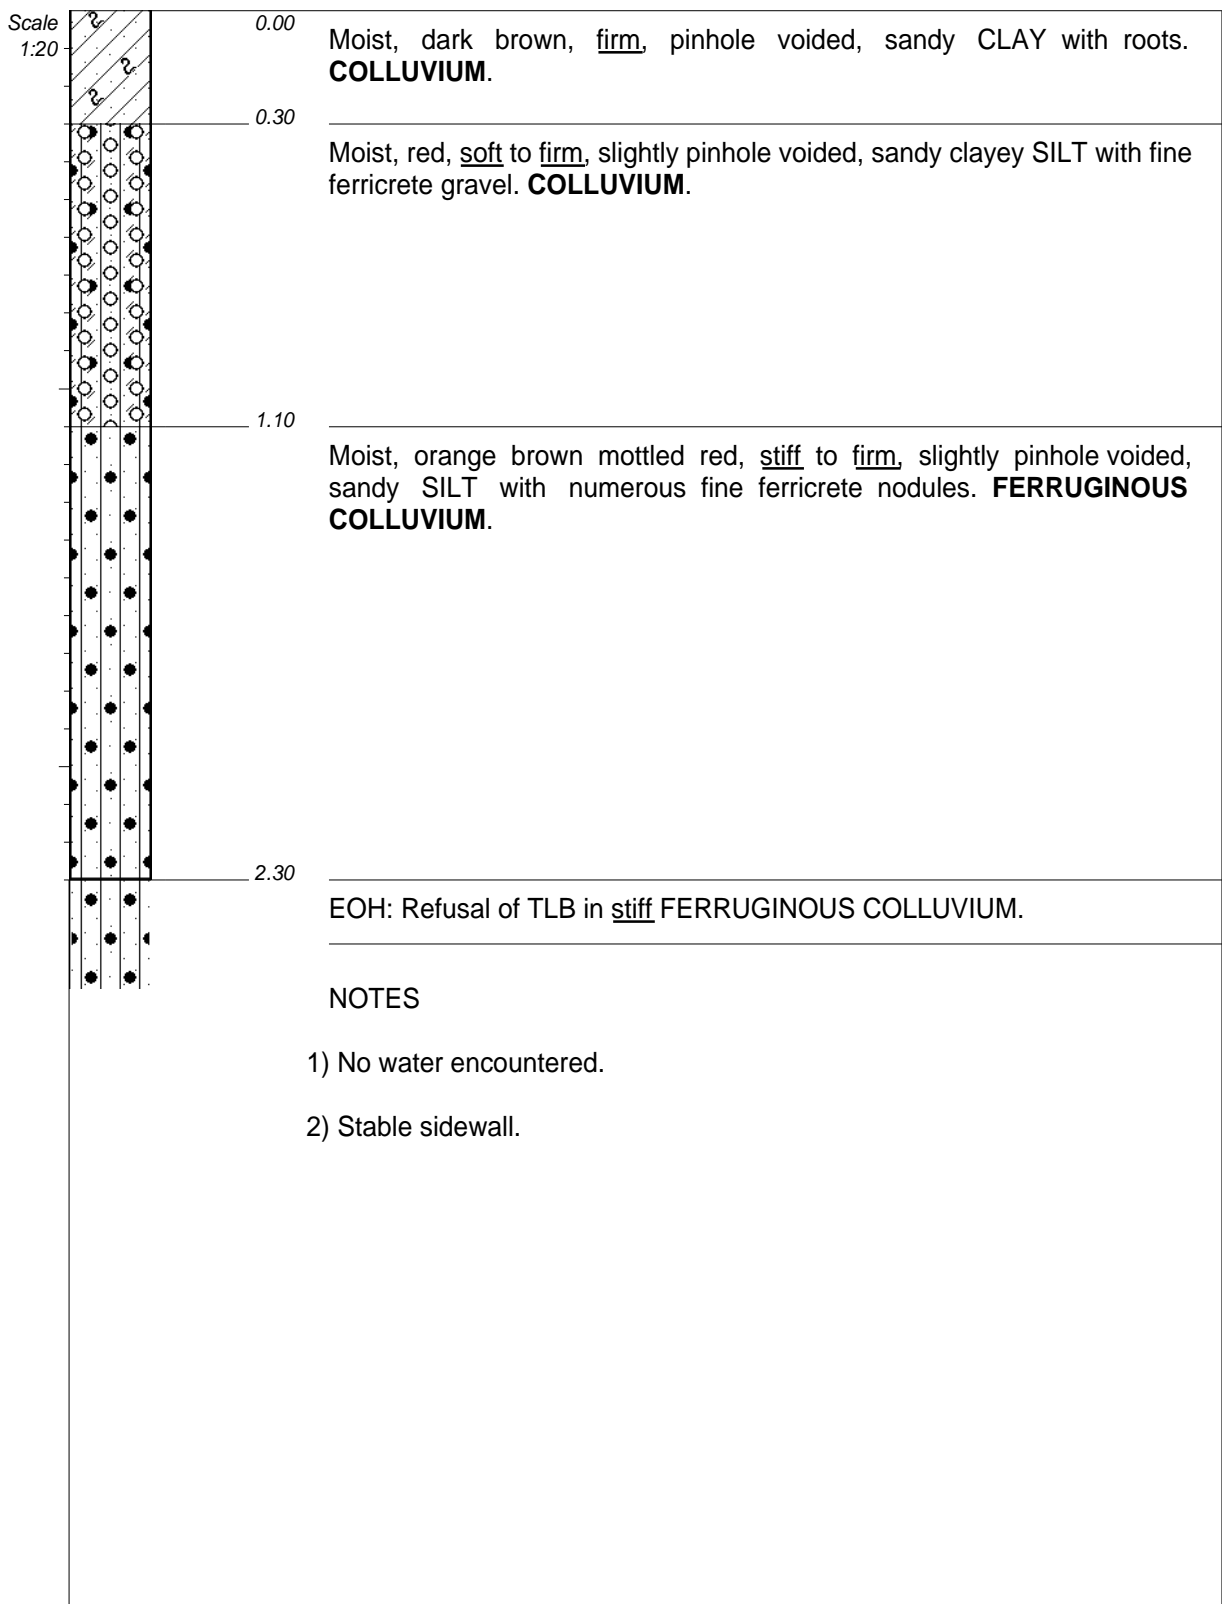 Scale
1:20
0.00
Moist, dark brown, firm, pinhole voided, sandy CLAY with roots.
COLLUVIUM.
0.30
Moist, red, soft to firm, slightly pinhole voided, sandy clayey SILT with fine
ferricrete gravel. COLLUVIUM.
1.10
Moist, orange brown mottled red, stiff to firm, slightly pinhole voided,
sandy SILT with numerous fine ferricrete nodules. FERRUGINOUS
COLLUVIUM.
2.30
EOH: Refusal of TLB in stiff FERRUGINOUS COLLUVIUM.
NOTES
1) No water encountered.
2) Stable sidewall.